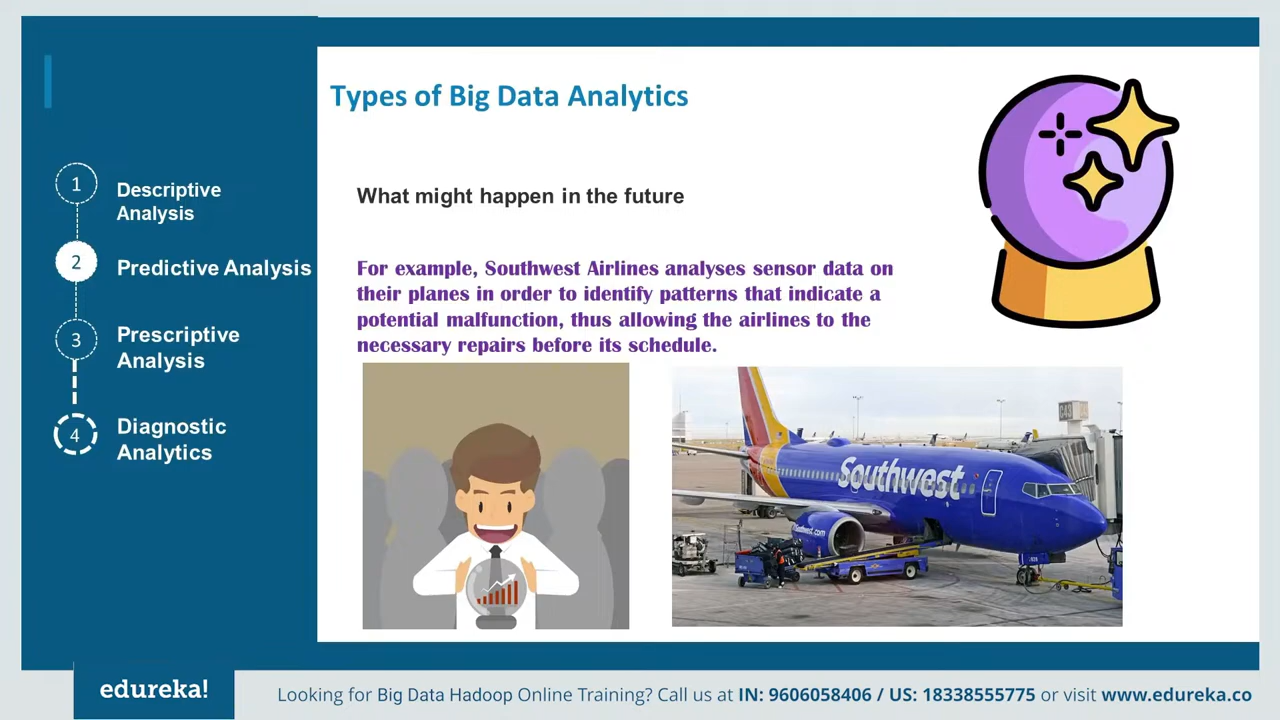 Types of Big Data Analytics
1
Descriptive
Analysis
2
Predictive Analysis
3
Prescriptive
Analysis
4
Diagnostic
Analytics
What might happen in the future
For example, Southwest Airlines analyses sensor data on
their planes in order to identify patterns that indicate a
potential malfunction, thus allowing the airlines to the
necessary repairs before its schedule.
Southwest
edureka!
Looking for Big Data Hadoop Online Training? Call us at IN: 9606058406 / US: 18338555775 or visit www.edureka.co